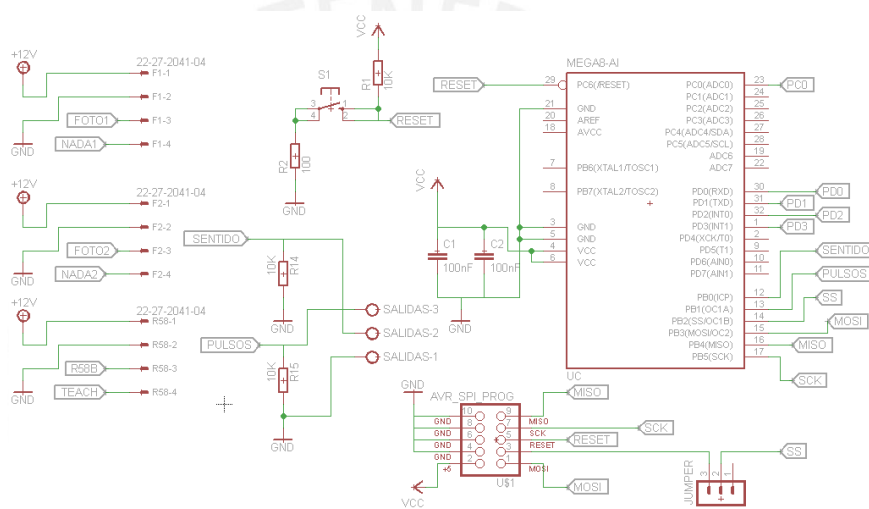 +12V
22-27-2041-04
F1-1
F1-2
FOTO1
F1-3
NADA1
F1-4
GND
+12V
22-27-2041-04
F2-1
F2-2
FOTO2
F2-3
NADA2
F2-4
GND
+12V
22-27-2041-04
R58-1
R58-2
R58B
R58-3
TEACH
R58-4
GND
VCC
S1
R1
10K
3
1
4
2
RESET
R2
100
GND
SENTIDO
10K
R14
GND
PULSOS
10K
R15
GND
SALIDAS-3
SALIDAS-2
SALIDAS-1
VCC
C1
100nF
C2
100nF
GND
MEGA8-AI
RESET
29
PC6(/RESET)
21
GND
20
AREF
18
AVCC
7
PB6(XTAL1/TOSC1)
8
PB7(XTAL2/TOSC2)
3
GND
5
GND
4
VCC
6
VCC
PC0(ADC0)
23
PC0
PC1(ADC1)
24
PC2(ADC2)
25
PC3(ADC3)
26
PC4(ADC4/SDA)
27
PC5(ADC5/SCL)
28
ADC6
19
ADC7
22
PD0(RXD)
30
PD0
PD1(TXD)
31
PD1
PD2(INT0)
32
PD2
PD3(INT1)
1
PD3
PD4(XCK/T0)
2
PD5(T1)
9
PD6(AIN0)
10
PD7(AIN1)
11
PB0(ICP)
12
SENTIDO
PB1(OC1A)
13
PULSOS
PB2(SS/OC1B)
14
SS
PB3(MOSI/OC2)
15
MOSI
PB4(MISO)
16
MISO
PB5(SCK)
17
SCK
UC
GND
AVR_SPI_PROG
10
9
MISO
GND
8
7
MISO
SCK
GND
6
5
SCK
RESET
GND
4
3
RESET
GND
2
1
+5
MOSI
U$1
MOSI
VCC
JUMPER
3
2
1
SS